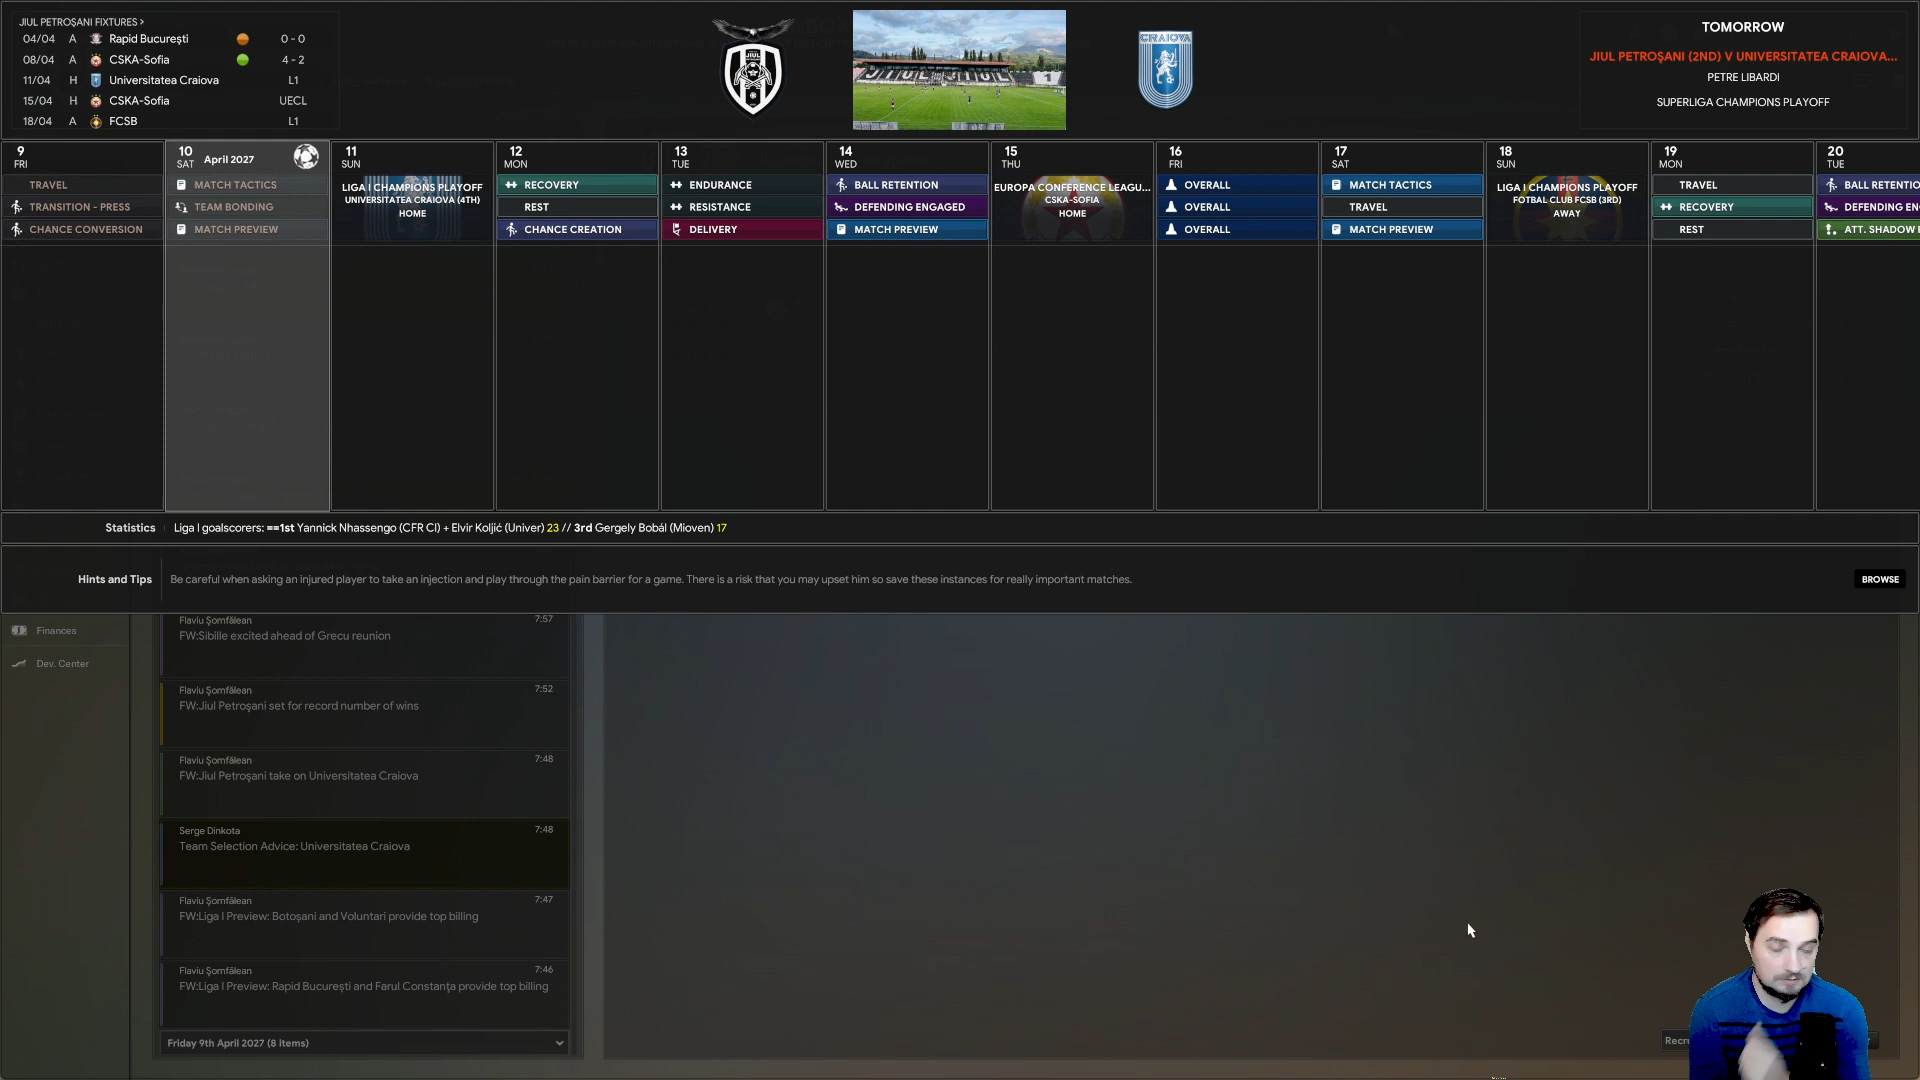 JIUL PETROŞANI FIXTURES >
04/04 A Rapid Bucureşti 0 - 0
08/04 A CSKA-Sofia 4 - 2
11/04 H Universitatea Craiova L1
15/04 H CSKA-Sofia UECL
18/04 A FCSB L1
JIUL
CRAIOVA
TOMORROW
JIUL PETROŞANI (2ND) V UNIVERSITATEA CRAIOVA...
PETRE LIBARDI
SUPERLIGA CHAMPIONS PLAYOFF
9 FRI
TRAVEL
TRANSITION - PRESS
CHANCE CONVERSION
10 SAT April 2027
MATCH TACTICS
TEAM BONDING
MATCH PREVIEW
11 SUN
LIGA I CHAMPIONS PLAYOFF
UNIVERSITATEA CRAIOVA (4TH)
HOME
12 MON
RECOVERY
REST
CHANCE CREATION
13 TUE
ENDURANCE
RESISTANCE
DELIVERY
14 WED
BALL RETENTION
DEFENDING ENGAGED
MATCH PREVIEW
15 THU
EUROPA CONFERENCE LEAGU...
CSKA-SOFIA
HOME
16 FRI
OVERALL
OVERALL
OVERALL
17 SAT
MATCH TACTICS
TRAVEL
MATCH PREVIEW
18 SUN
LIGA I CHAMPIONS PLAYOFF
FOTBAL CLUB FCSB (3RD)
AWAY
19 MON
TRAVEL
RECOVERY
REST
20 TUE
BALL RETENTIO
DEFENDING EN
ATT. SHADOW
Statistics Liga I goalscorers: ==1st Yannick Nhassengo (CFR Cl) + Elvir Koljić (Univer) 23 // 3rd Gergely Bobál (Mioven) 17
Hints and Tips Be careful when asking an injured player to take an injection and play through the pain barrier for a game. There is a risk that you may upset him so save these instances for really important matches. BROWSE
Finances
Dev. Center
Flaviu Şomfălean 7:57
FW:Sibille excited ahead of Grecu reunion
Flaviu Şomfălean 7:52
FW:Jiul Petroşani set for record number of wins
Flaviu Şomfălean 7:48
FW:Jiul Petroşani take on Universitatea Craiova
Serge Dinkota 7:48
Team Selection Advice: Universitatea Craiova
Flaviu Şomfălean 7:47
FW:Liga I Preview: Botoşani and Voluntari provide top billing
Flaviu Şomfălean 7:46
FW:Liga I Preview: Rapid Bucureşti and Farul Constanţa provide top billing
Friday 9th April 2027 (8 items)
Recru